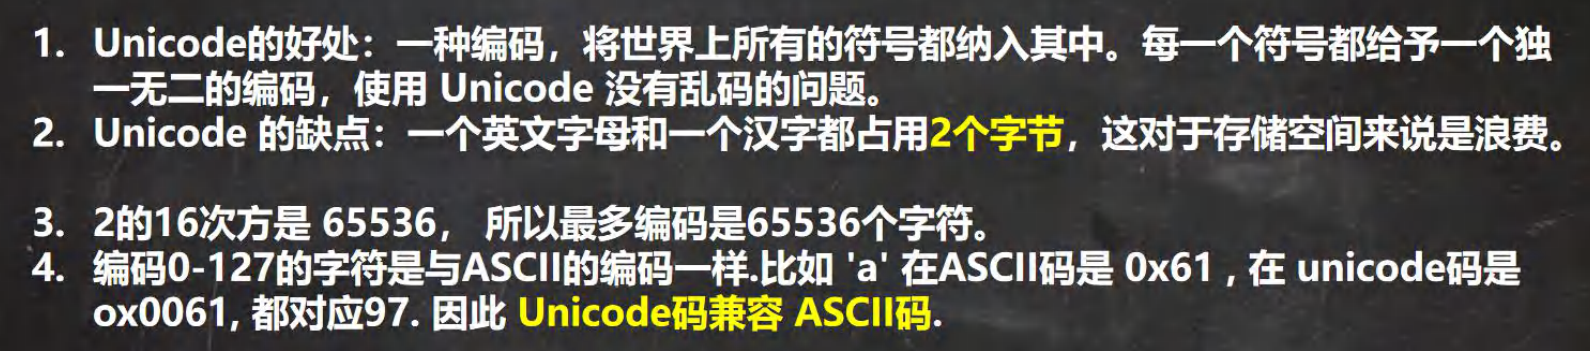 1. Unicode的好处：一种编码，将世界上所有的符号都纳入其中。每一个符号都给予一个独
一无二的编码，使用 Unicode 没有乱码的问题。
2. Unicode 的缺点：一个英文字母和一个汉字都占用2个字节，这对于存储空间来说是浪费。
3. 2的16次方是 65536， 所以最多编码是65536个字符。
4. 编码0-127的字符是与ASCII的编码一样.比如 'a' 在ASCII码是 0x61 , 在 unicode码是
ox0061, 都对应97. 因此 Unicode码兼容 ASCII码.